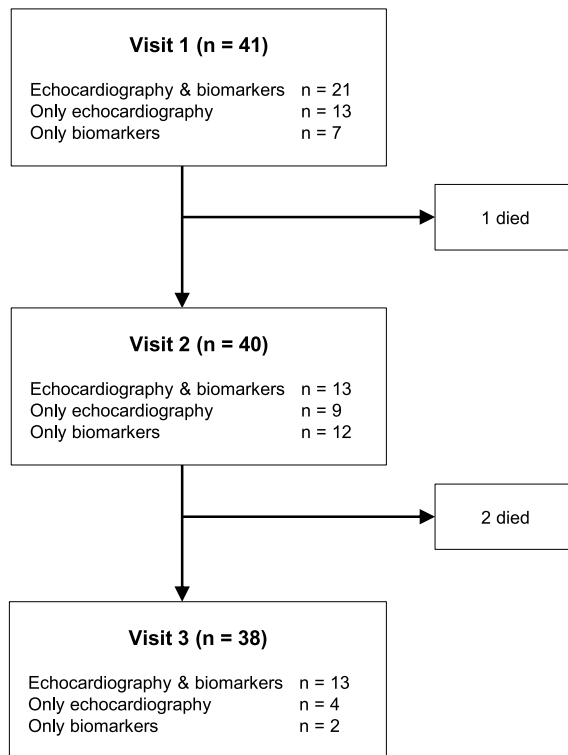 Visit 1 (n = 41)
Echocardiography & biomarkers n = 21
Only echocardiography n = 13
Only biomarkers n = 7
1 died
Visit 2 (n = 40)
Echocardiography & biomarkers n = 13
Only echocardiography n = 9
Only biomarkers n = 12
2 died
Visit 3 (n = 38)
Echocardiography & biomarkers n = 13
Only echocardiography n = 4
Only biomarkers n = 2